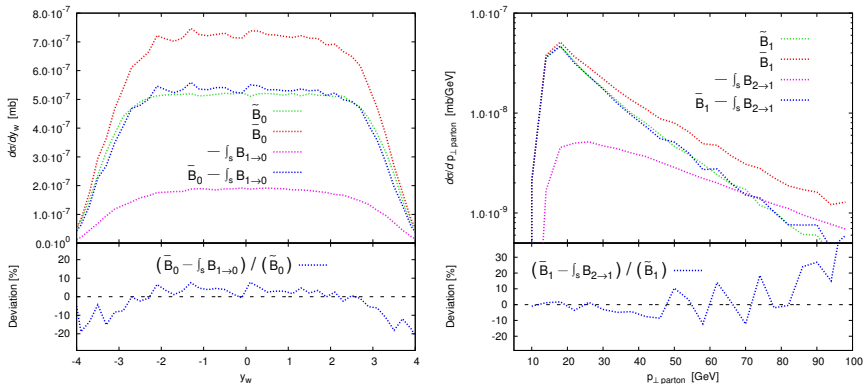 7.0·10⁻⁷
6.0·10⁻⁷
5.0·10⁻⁷
4.0·10⁻⁷
3.0·10⁻⁷
2.0·10⁻⁷
1.0·10⁻⁷
0.0·10⁰
dσ/dy_w [mb]
B̃₀
B̄₀
— ∫ₛ B₁→₀
B̄₀ — ∫ₛ B₁→₀
20
10
0
-10
-20
Deviation [%]
(B̄₀ — ∫ₛ B₁→₀) / (B̃₀)
-4 -3 -2 -1 0 1 2 3 4
y_w
1.0·10⁻⁷
1.0·10⁻⁸
1.0·10⁻⁹
dσ/d p_⊥ parton [mb/GeV]
B̃₁
B̄₁
— ∫ₛ B₂→₁
B̄₁ — ∫ₛ B₂→₁
30
20
10
0
-10
-20
Deviation [%]
(B̄₁ — ∫ₛ B₂→₁) / (B̃₁)
10 20 30 40 50 60 70 80 90 100
p_⊥ parton [GeV]